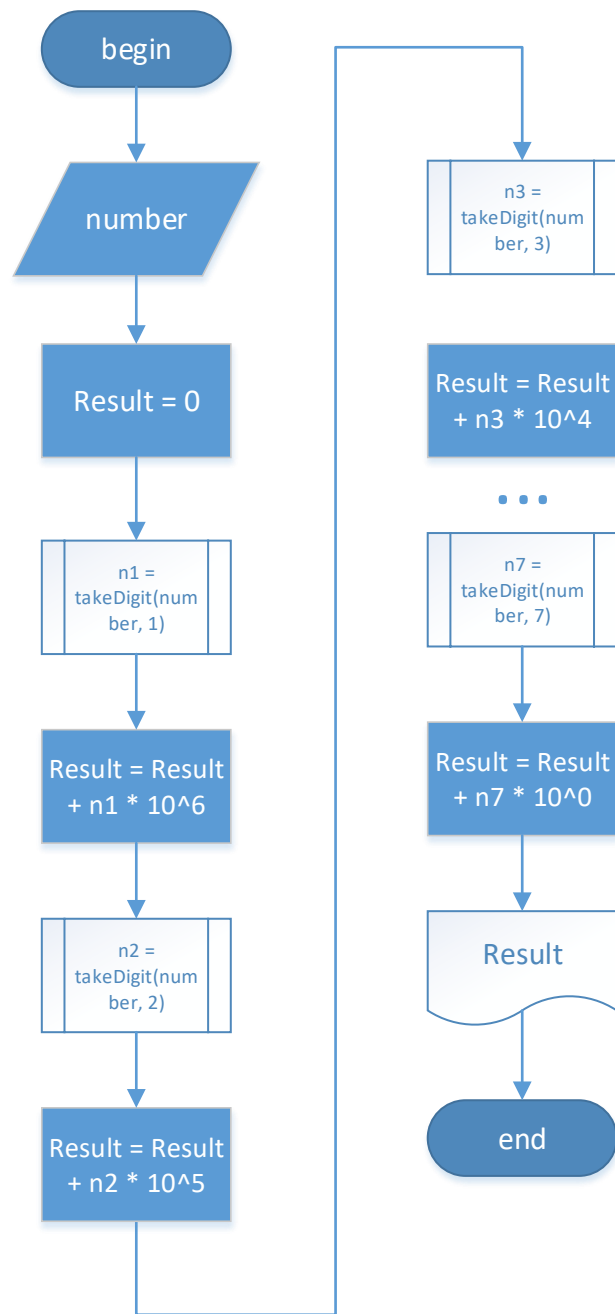 begin
number
Result = 0
n1 =
takeDigit(num
ber, 1)
Result = Result
+ n1 * 10^6
n2 =
takeDigit(num
ber, 2)
Result = Result
+ n2 * 10^5
n3 =
takeDigit(num
ber, 3)
Result = Result
+ n3 * 10^4
...
n7 =
takeDigit(num
ber, 7)
Result = Result
+ n7 * 10^0
Result
end